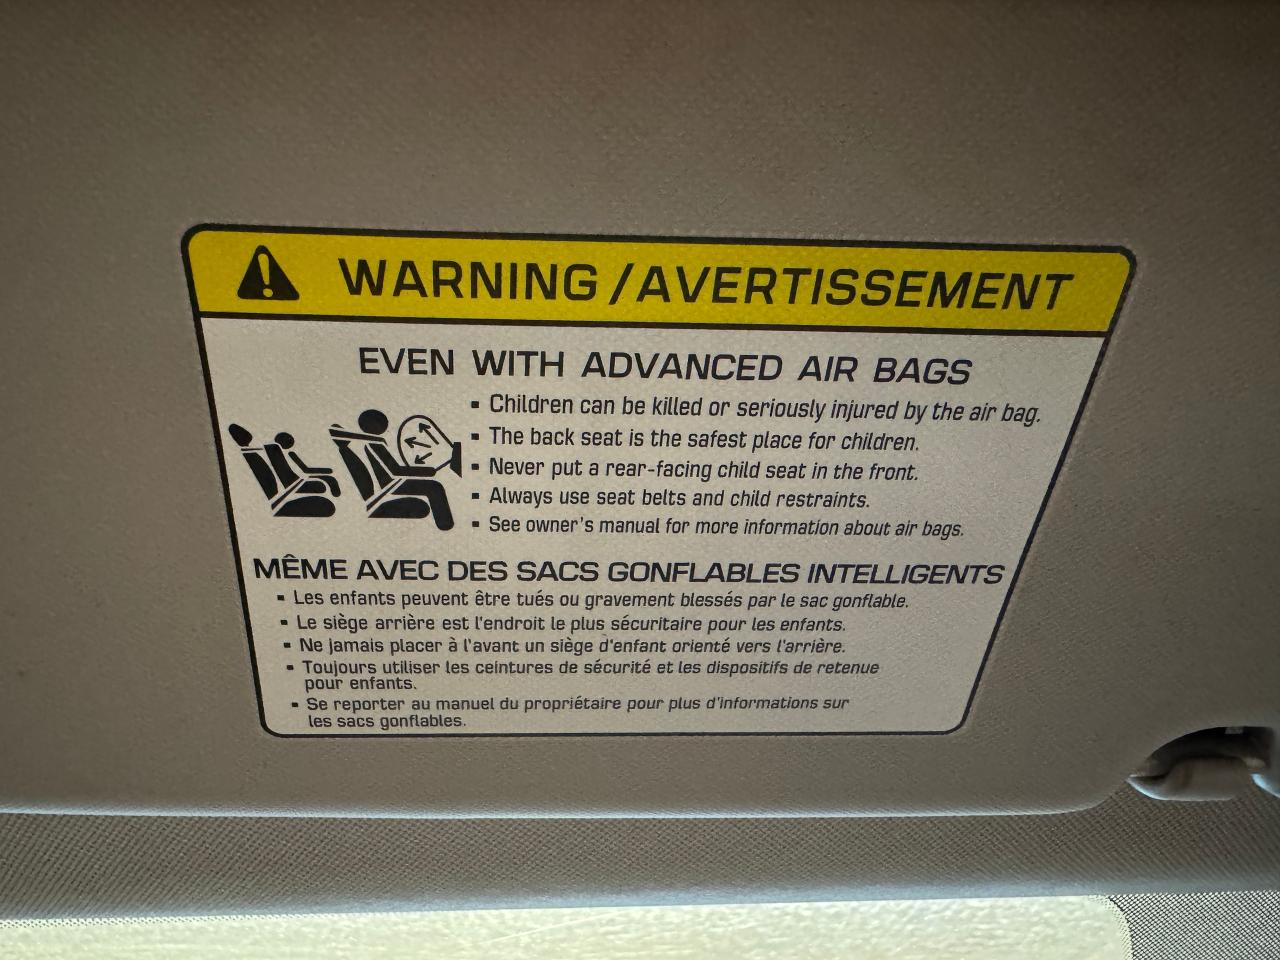 WARNING/AVERTISSEMENT
EVEN WITH ADVANCED AIR BAGS
▪ Children can be killed or seriously injured by the air bag.
▪ The back seat is the safest place for children.
▪ Never put a rear-facing child seat in the front.
▪ Always use seat belts and child restraints.
▪ See owner's manual for more information about air bags.
MÊME AVEC DES SACS GONFLABLES INTELLIGENTS
▪ Les enfants peuvent être tués ou gravement blessés par le sac gonflable.
▪ Le siège arrière est l'endroit le plus sécuritaire pour les enfants.
▪ Ne jamais placer à l'avant un siège d'enfant orienté vers l'arrière.
▪ Toujours utiliser les ceintures de sécurité et les dispositifs de retenue
pour enfants.
▪ Se reporter au manuel du propriétaire pour plus d'informations sur
les sacs gonflables.